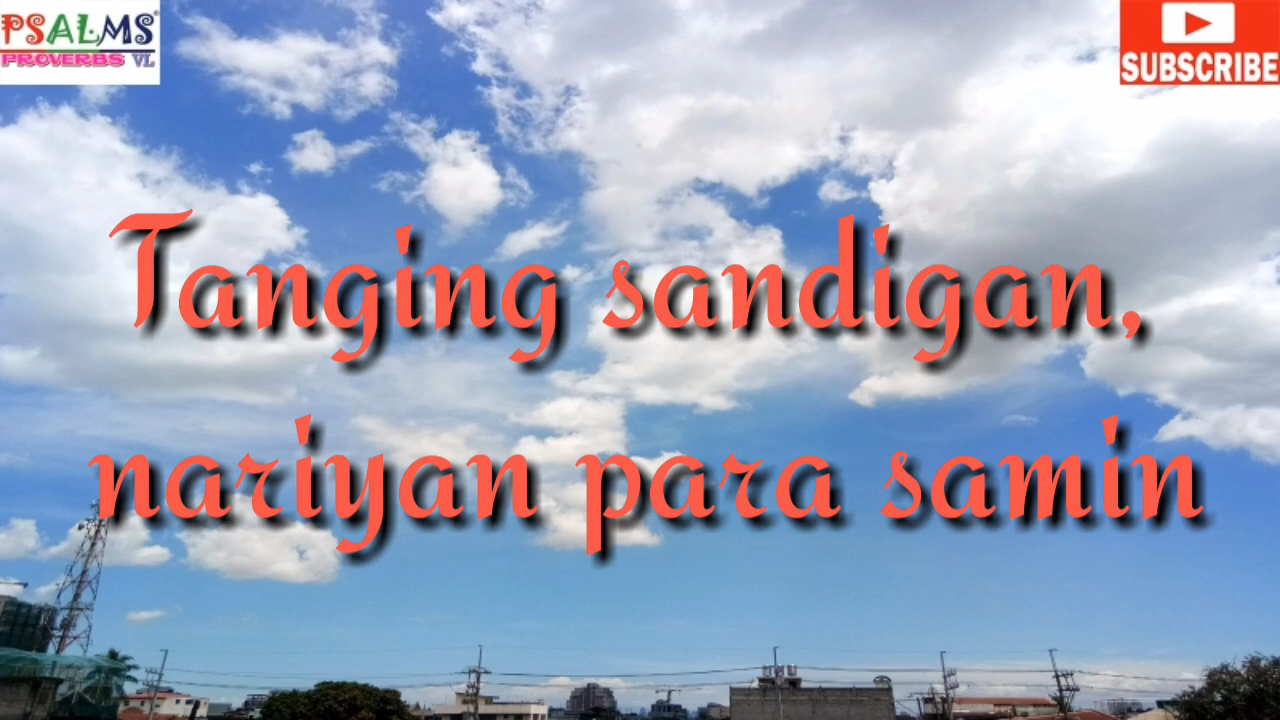 PSALMS
PROVERBS VL
SUBSCRIBE
Tanging sandigan,
nariyan para samin